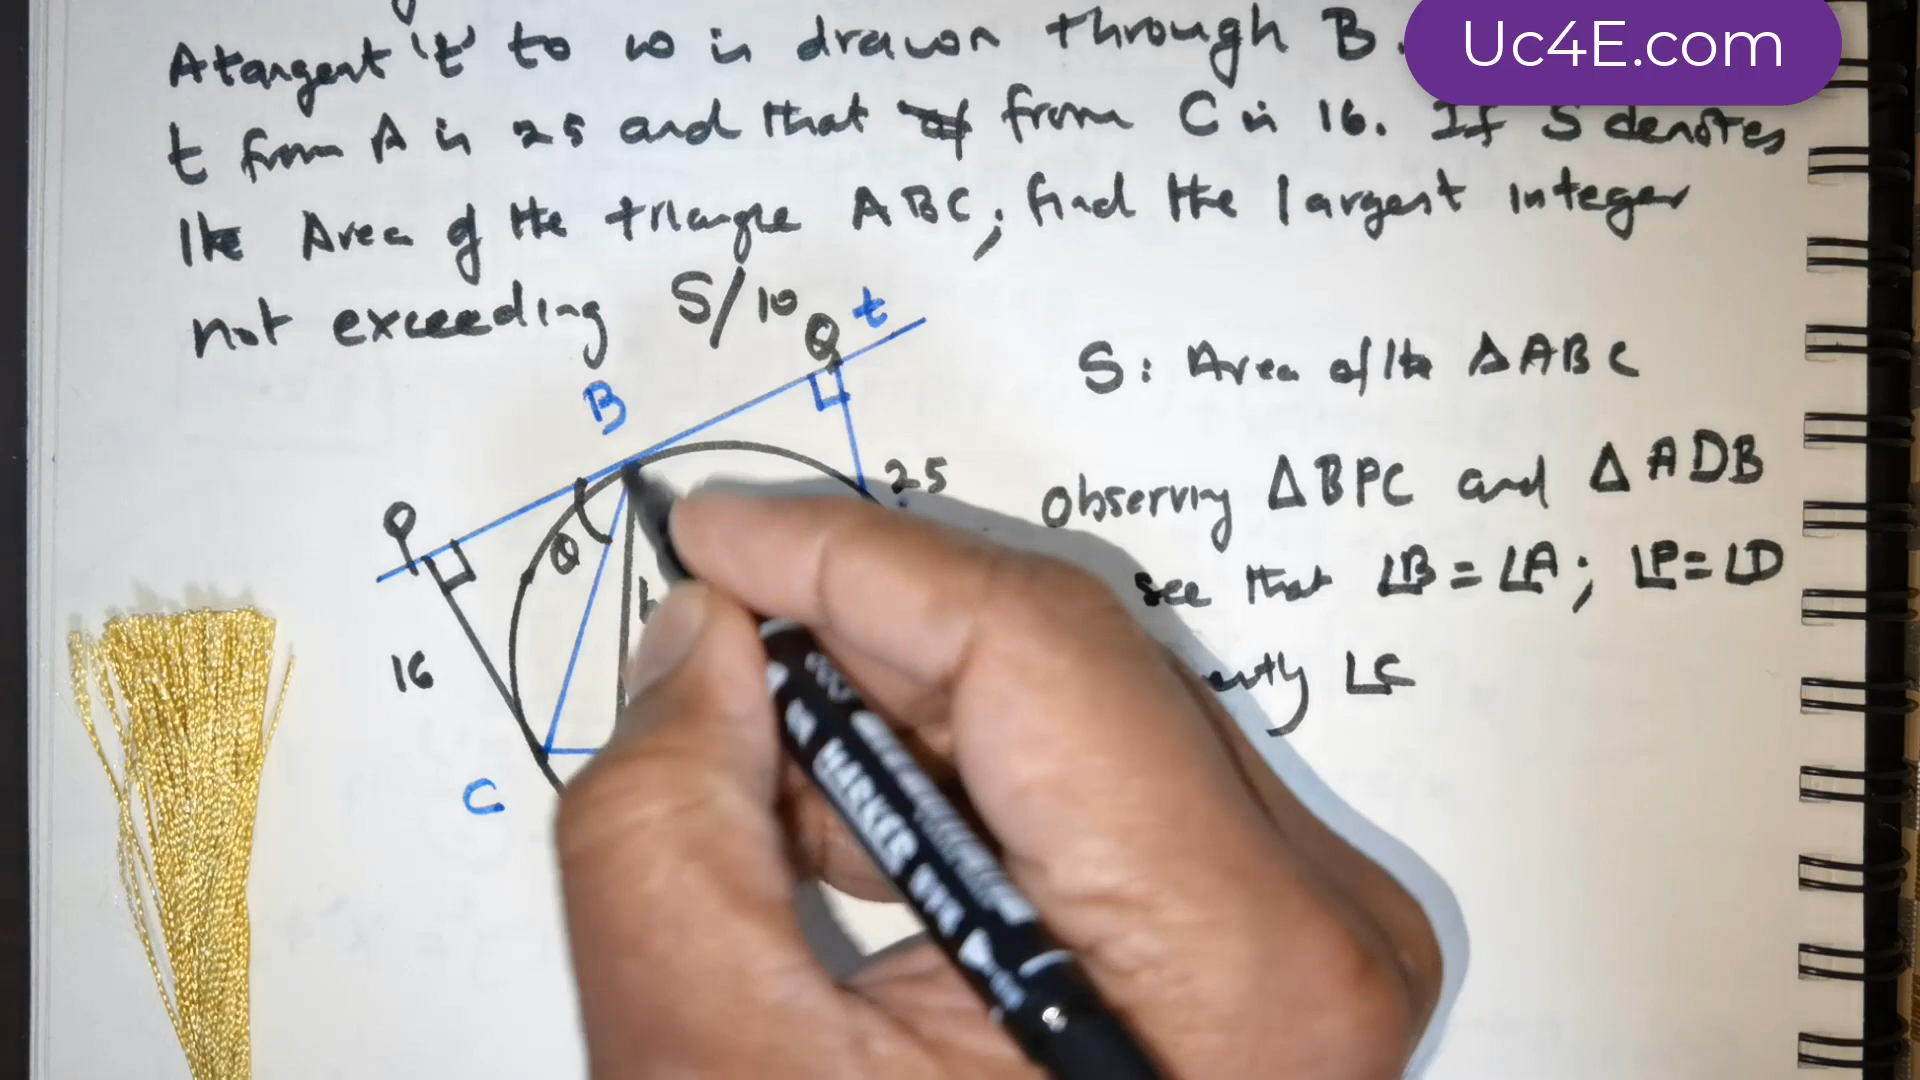 Uc4E.com
A tangent 't' to ω is drawn through B.
t from A is 25 and that from C is 16. If S denotes
the Area of the triangle ABC, find the largest integer
not exceeding S/10
Q t
B
S: Area of the ΔABC
25
observing ΔBPC and ΔADB
P
θ
see that ∠B = ∠A; ∠P = ∠D
h
16
∠C
C
MARKER